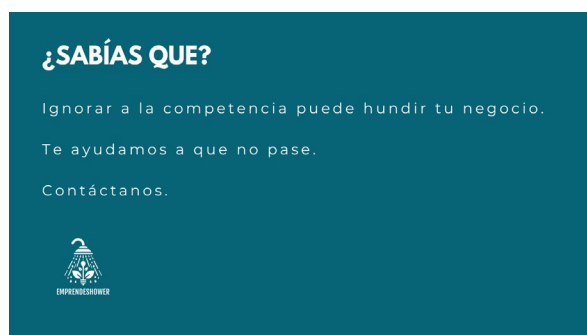 ¿SABÍAS QUE?
Ignorar a la competencia puede hundir tu negocio.
Te ayudamos a que no pase.
Contáctanos.
EMPRENDESHOWER